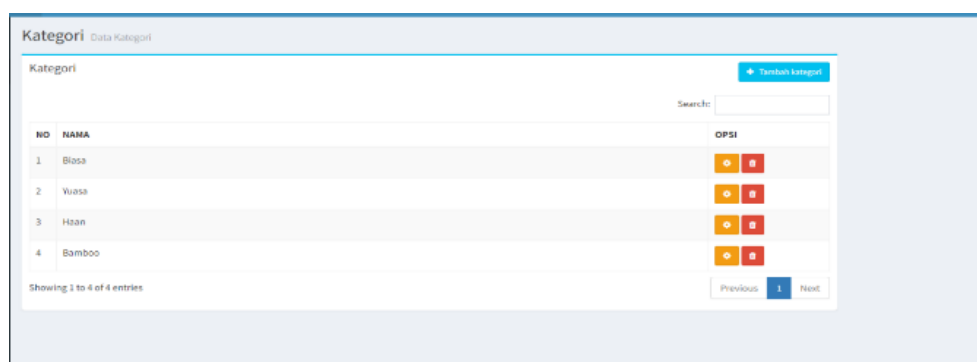 Kategori Data Kategori
Kategori
+ Tambah kategori
Search:
NO NAMA OPSI
1 Biasa
2 Yuasa
3 Haan
4 Bamboo
Showing 1 to 4 of 4 entries
Previous 1 Next